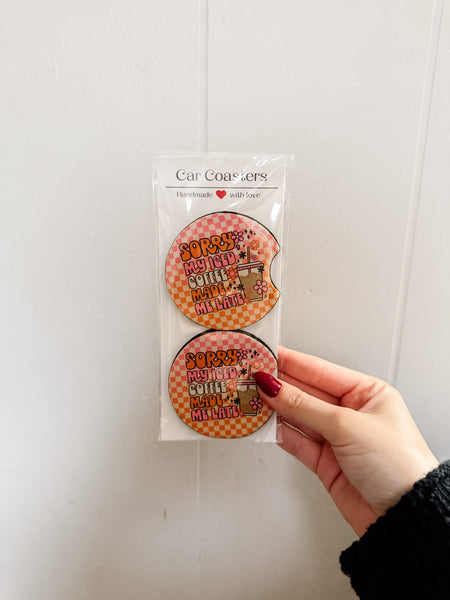 Car Coasters
Handmade ❤ with love
SORRY
MY ICED
COFFEE
MADE
ME LATE
SORRY
MY ICED
COFFEE
MADE
ME LATE